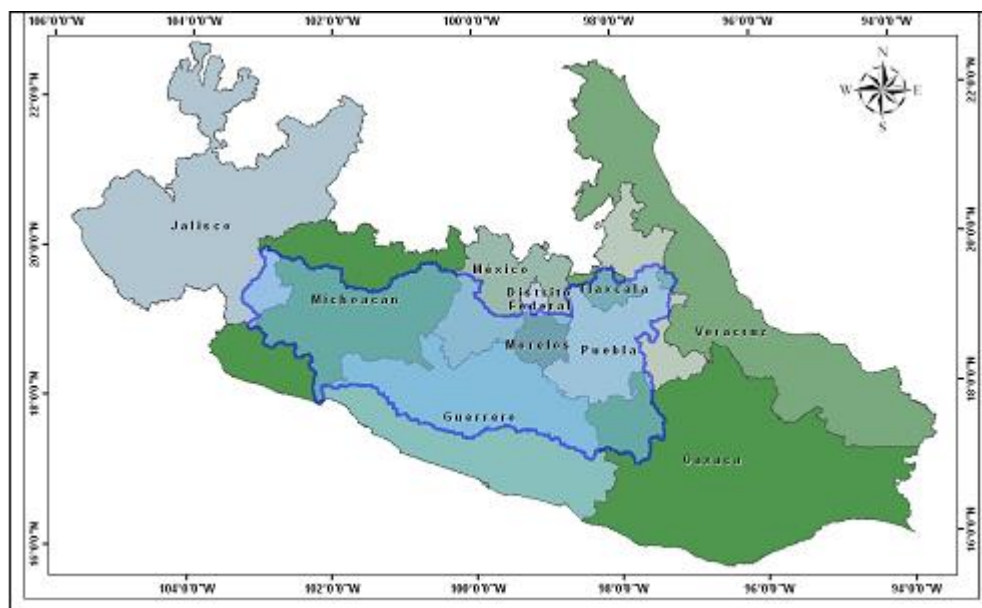 106°0'0"W
104°0'0"W
102°0'0"W
100°0'0"W
98°0'0"W
96°0'0"W
94°0'0"W
22°0'0"N
22°0'0"N
N
W
E
S
Jalisco
20°0'0"N
20°0'0"N
México
Michoacán
Distrito
Federal
Tlaxcala
Morelos
Puebla
Veracruz
18°0'0"N
18°0'0"N
Guerrero
Oaxaca
16°0'0"N
16°0'0"N
104°0'0"W
102°0'0"W
100°0'0"W
98°0'0"W
96°0'0"W
94°0'0"W